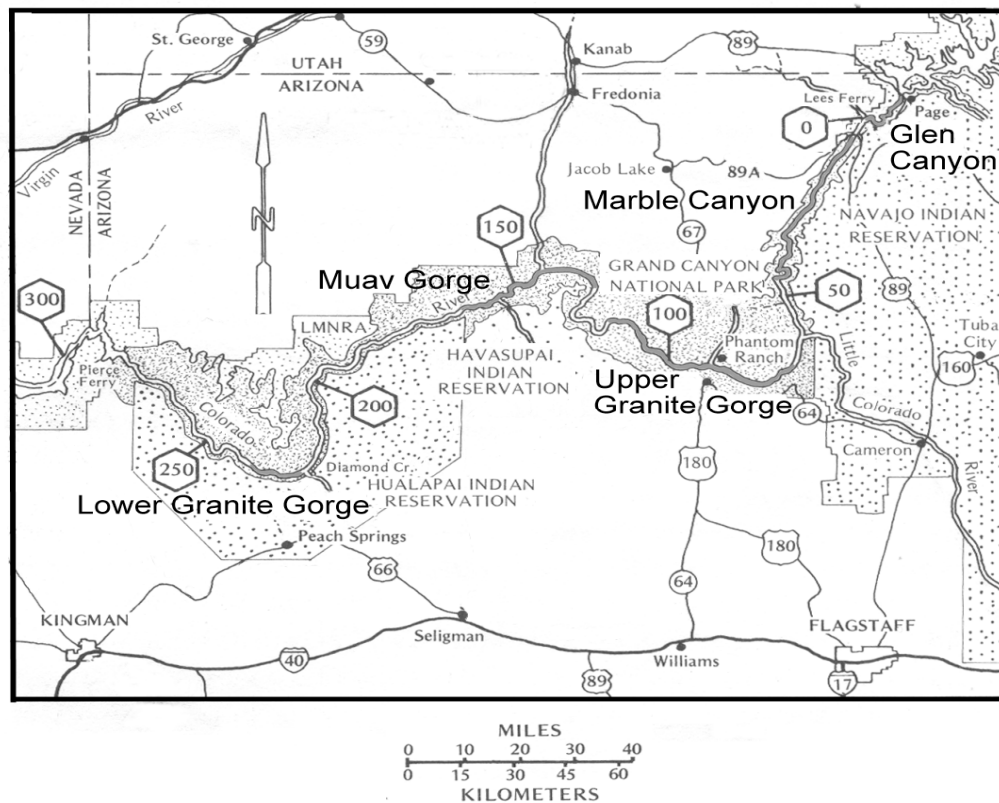 St. George
59
UTAH
ARIZONA
Kanab
89
Fredonia
Lees Ferry
0
Page
Glen
Canyon
River
Virgin
NEVADA
ARIZONA
N
Jacob Lake
89A
Marble Canyon
67
NAVAJO INDIAN
RESERVATION
150
Muav Gorge
River
GRAND CANYON
NATIONAL PARK
50
89
300
LMNRA
100
Phantom
Ranch
Little
Tuba
City
160
Pierce
Ferry
HAVASUPAI
INDIAN
RESERVATION
Upper
Granite Gorge
200
Colorado
64
Colorado
Cameron
River
250
Diamond Cr.
HUALAPAI INDIAN
RESERVATION
Lower Granite Gorge
180
Peach Springs
66
180
64
KINGMAN
Seligman
FLAGSTAFF
40
Williams
89
17
MILES
0 10 20 30 40
0 15 30 45 60
KILOMETERS